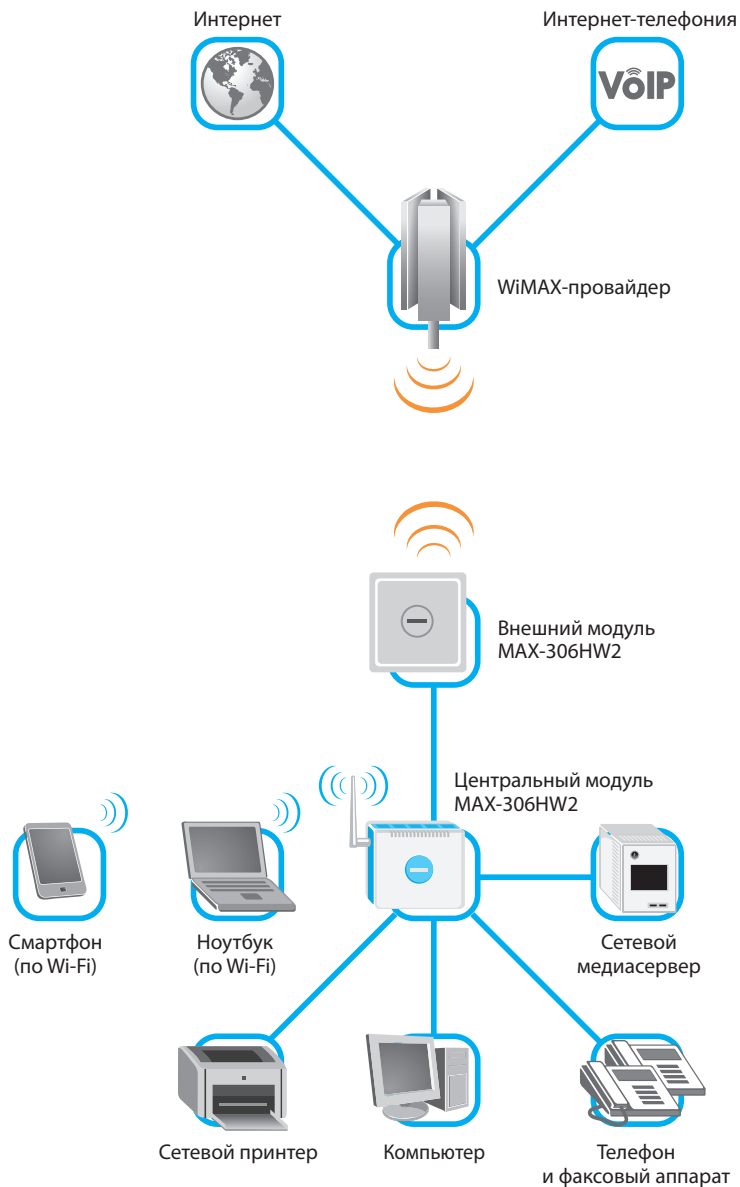 Интернет
Интернет-телефония
VoIP
WiMAX-провайдер
Внешний модуль
MAX-306HW2
Центральный модуль
MAX-306HW2
Смартфон
(по Wi-Fi)
Ноутбук
(по Wi-Fi)
Сетевой
медиасервер
Сетевой принтер
Компьютер
Телефон
и факсовый аппарат